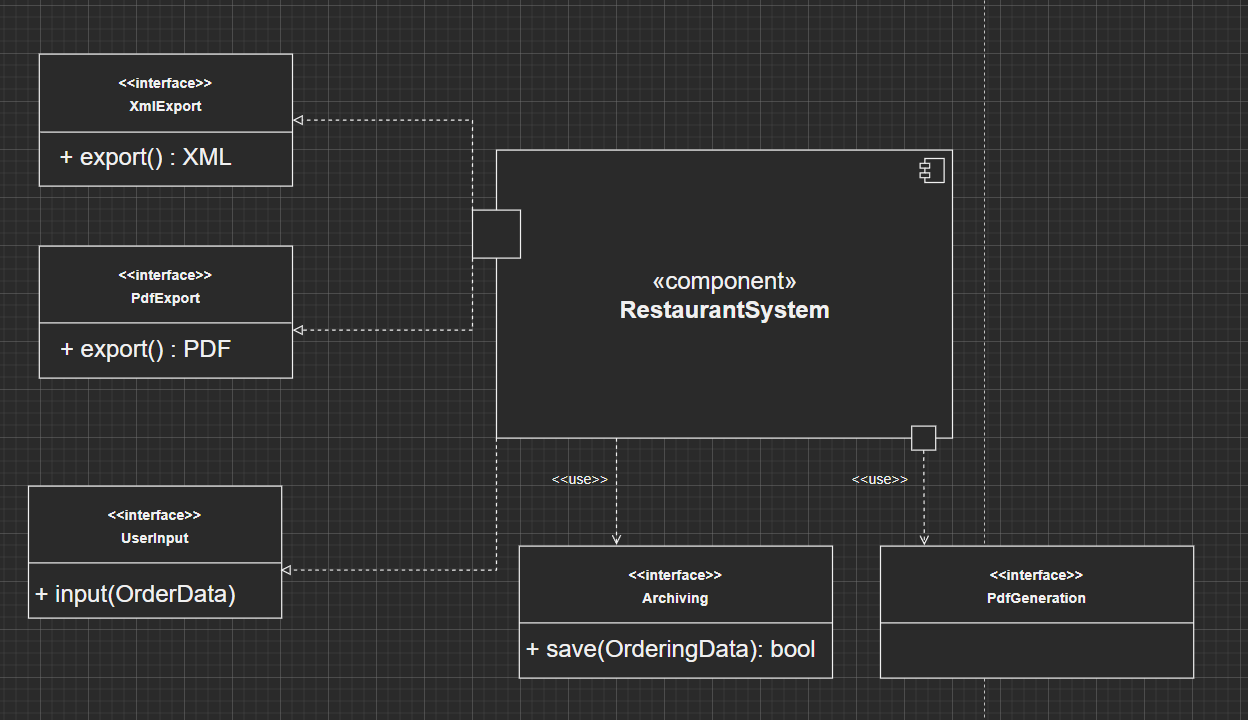 <<interface>>
XmlExport
+ export() : XML
<<interface>>
PdfExport
+ export() : PDF
«component»
RestaurantSystem
<<use>>
<<use>>
<<interface>>
UserInput
+ input(OrderData)
<<interface>>
Archiving
+ save(OrderingData): bool
<<interface>>
PdfGeneration